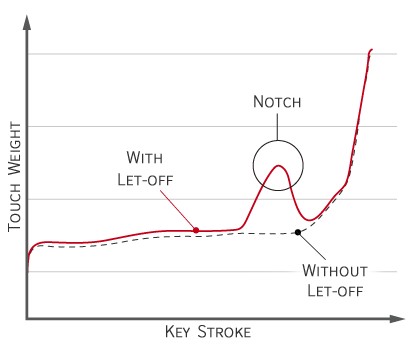 Notch
With
Let-off
Touch Weight
Without
Let-off
Key Stroke